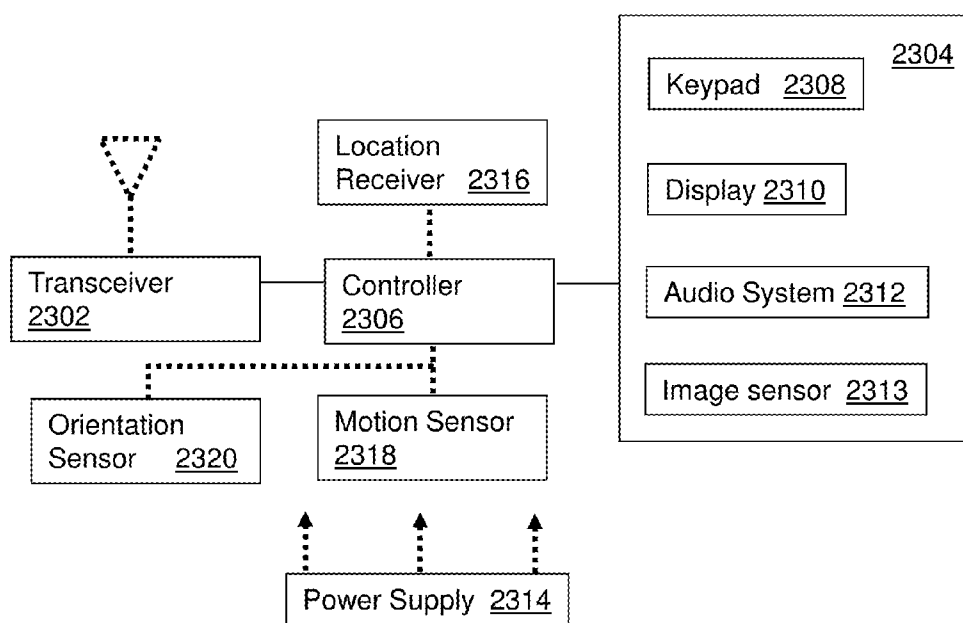 2304
Keypad 2308
Location
Receiver 2316
Display 2310
Transceiver
2302
Controller
2306
Audio System 2312
Image sensor 2313
Orientation
Sensor 2320
Motion Sensor
2318
Power Supply 2314